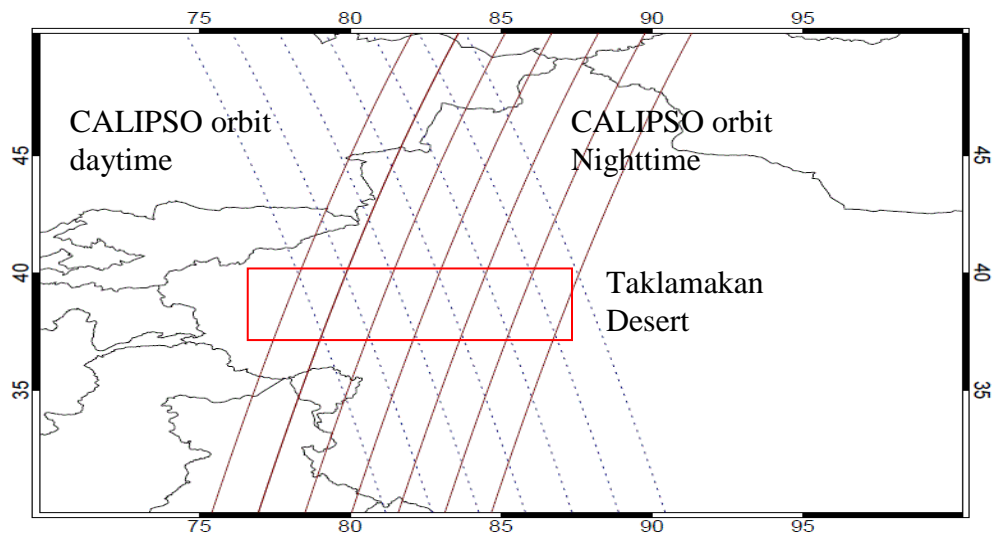 75 80 85 90 95
CALIPSO orbit
daytime
CALIPSO orbit
Nighttime
45
45
40
40
Taklamakan
Desert
35
35
75 80 85 90 95